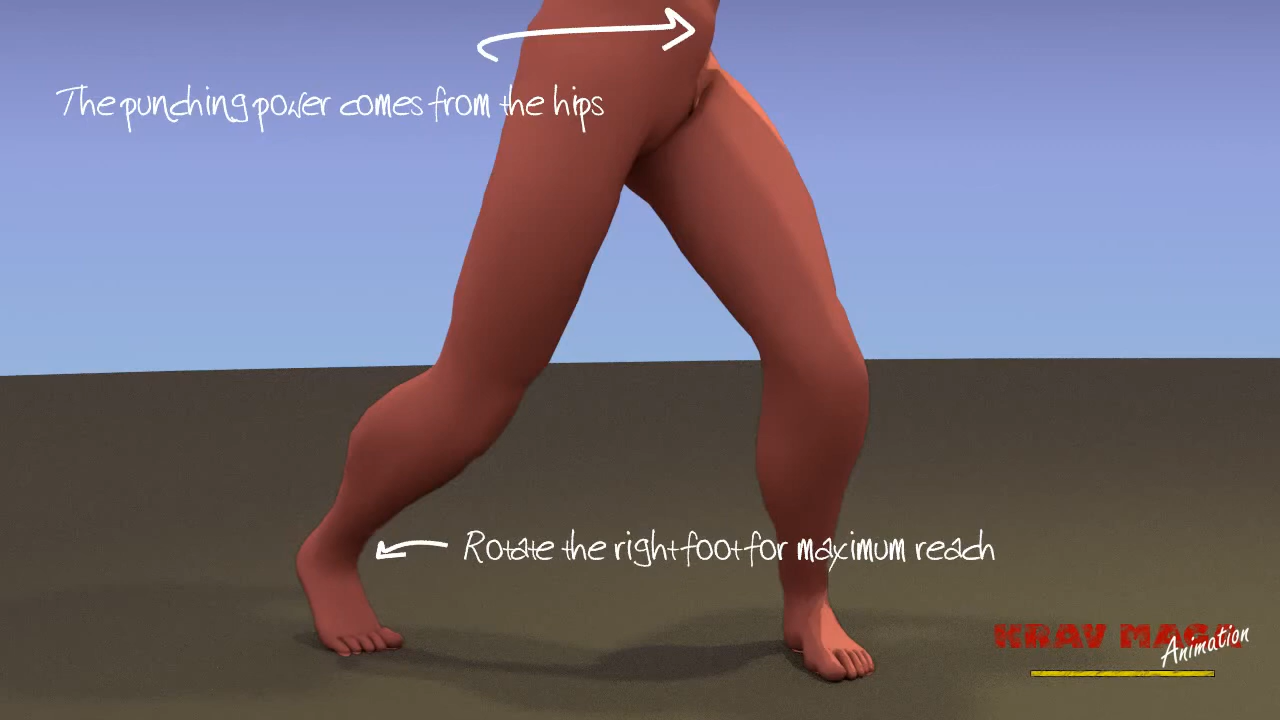 The punching power comes from the hips
Rotate the right foot for maximum reach
KRAV MAGA
Animation